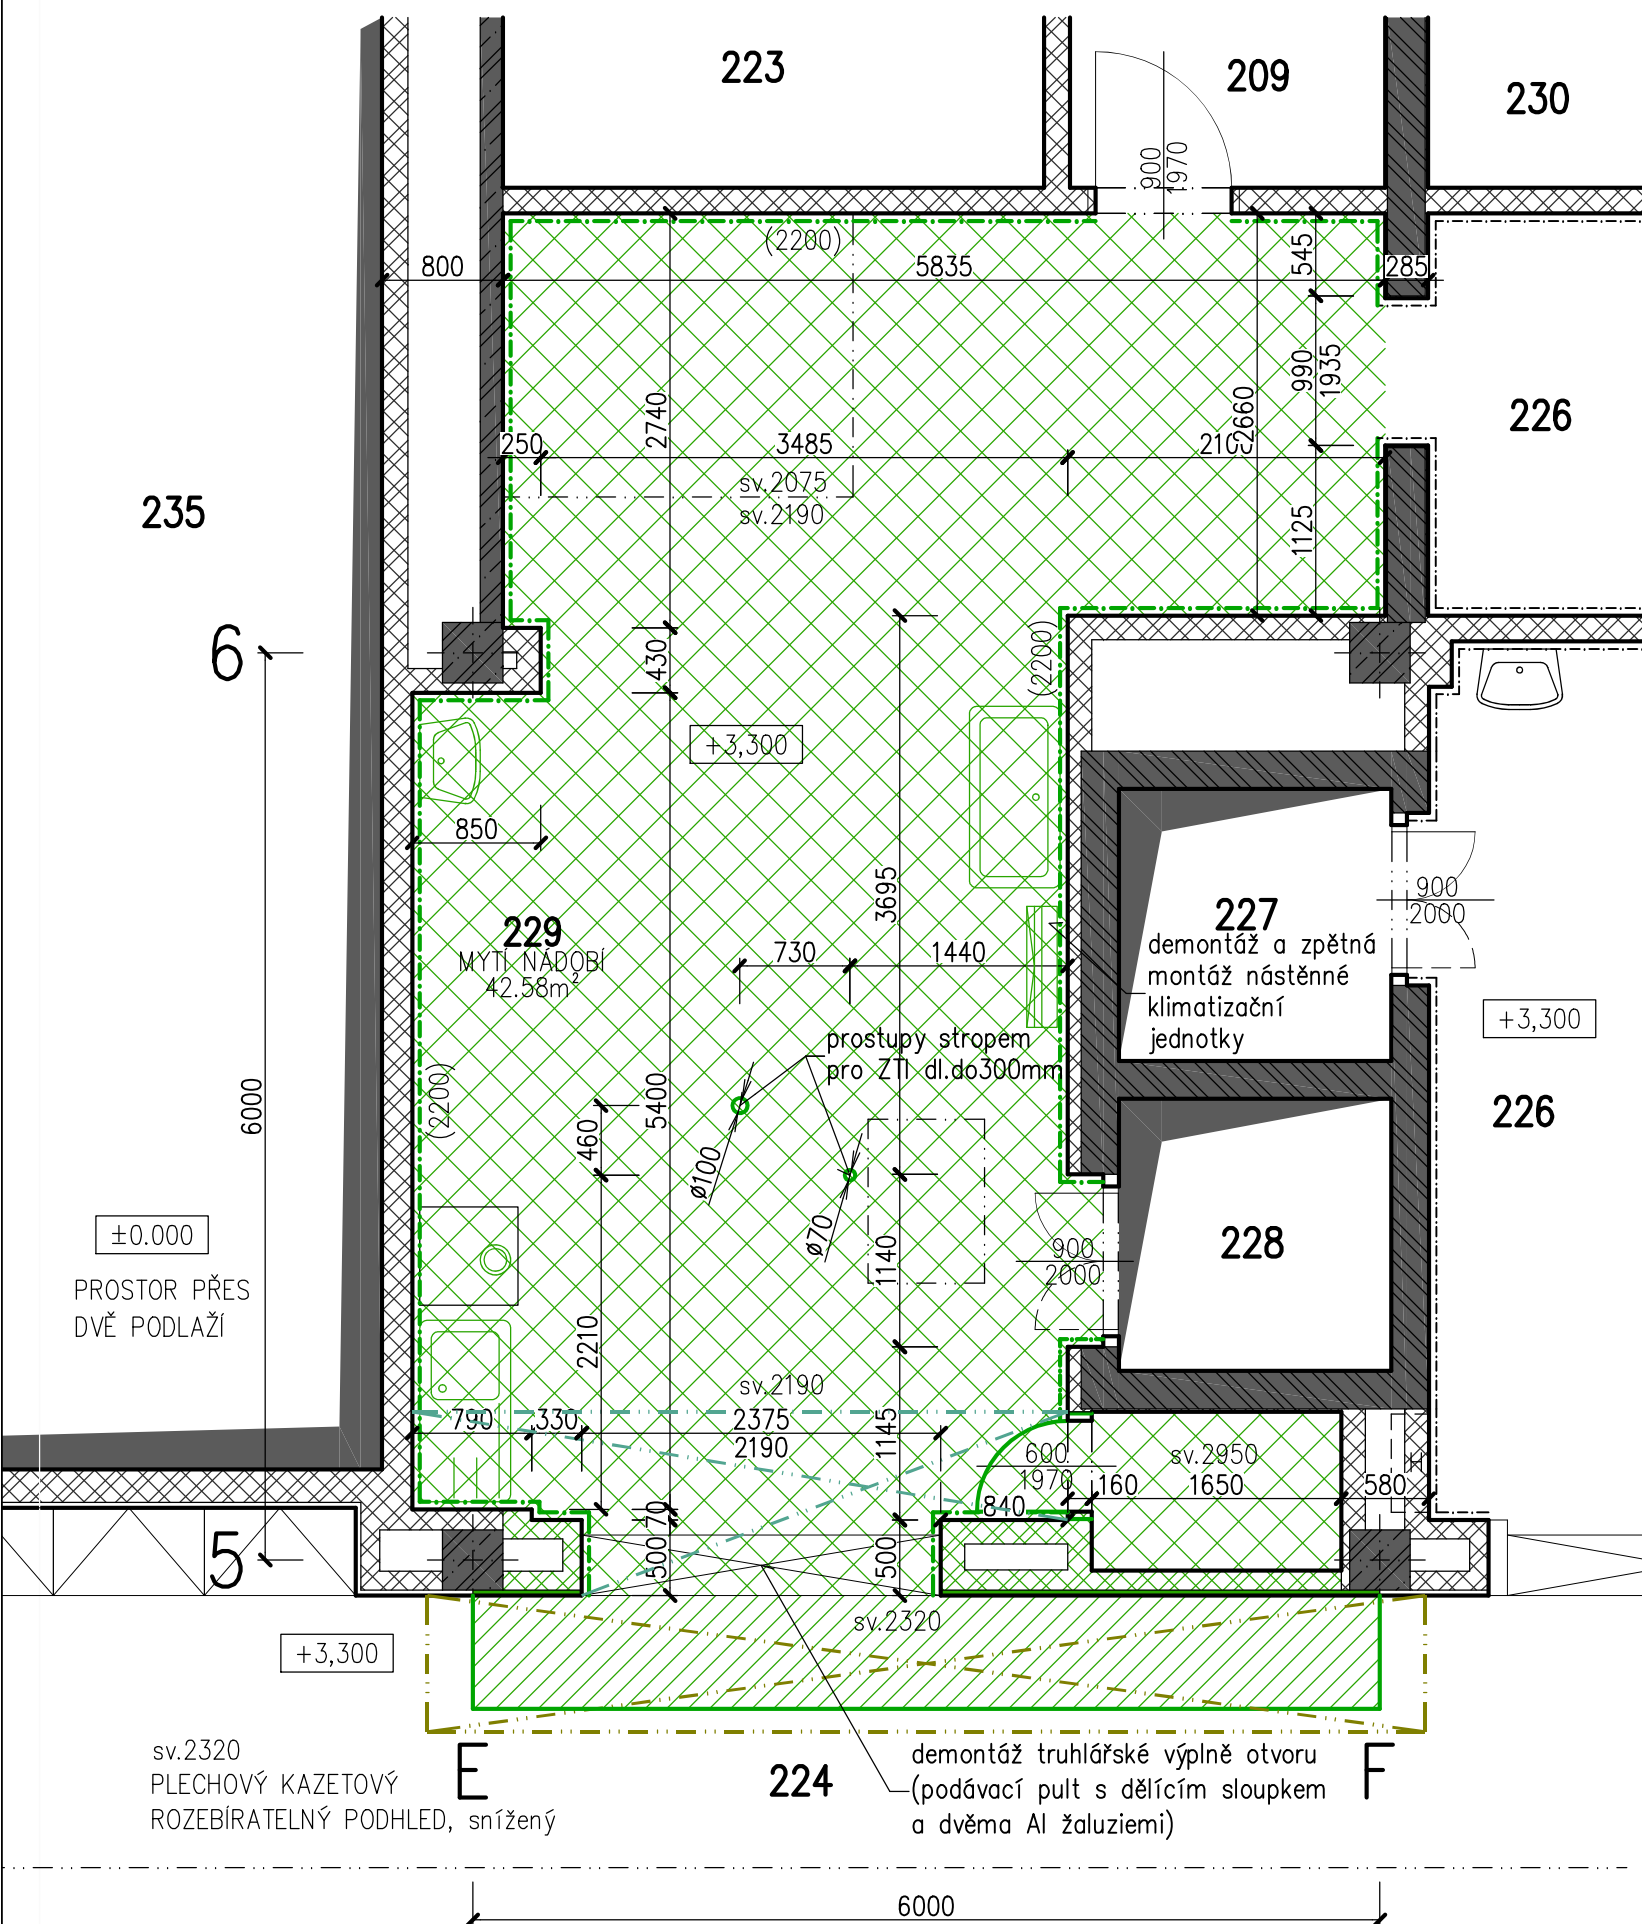 223
209
230
900
1970
(2200)
800
5835
545
285
990
1935
2740
2660
226
250
3485
sv.2075
sv.2190
235
1125
6
430
(2200)
+3,300
850
3695
229
MYTÍ NÁDOBÍ
42.58m²
730
1440
227
demontáž a zpětná
montáž nástěnné
klimatizační
jednotky
900
2000
+3,300
prostupy stropem
pro ZTI dl.do300mm
6000
(2200)
5400
460
ø100
226
±0.000
PROSTOR PŘES
DVĚ PODLAŽÍ
ø70
1140
900
2000
228
2210
sv.2190
790
330
2375
2190
1145
600
1970
160
sv.2950
1650
580
840
5
70
500
500
sv.2320
+3,300
sv.2320
PLECHOVÝ KAZETOVÝ
ROZEBÍRATELNÝ PODHLED, snížený
E
224
demontáž truhlářské výplně otvoru
(podávací pult s dělícím sloupkem
a dvěma Al žaluziemi)
F
6000